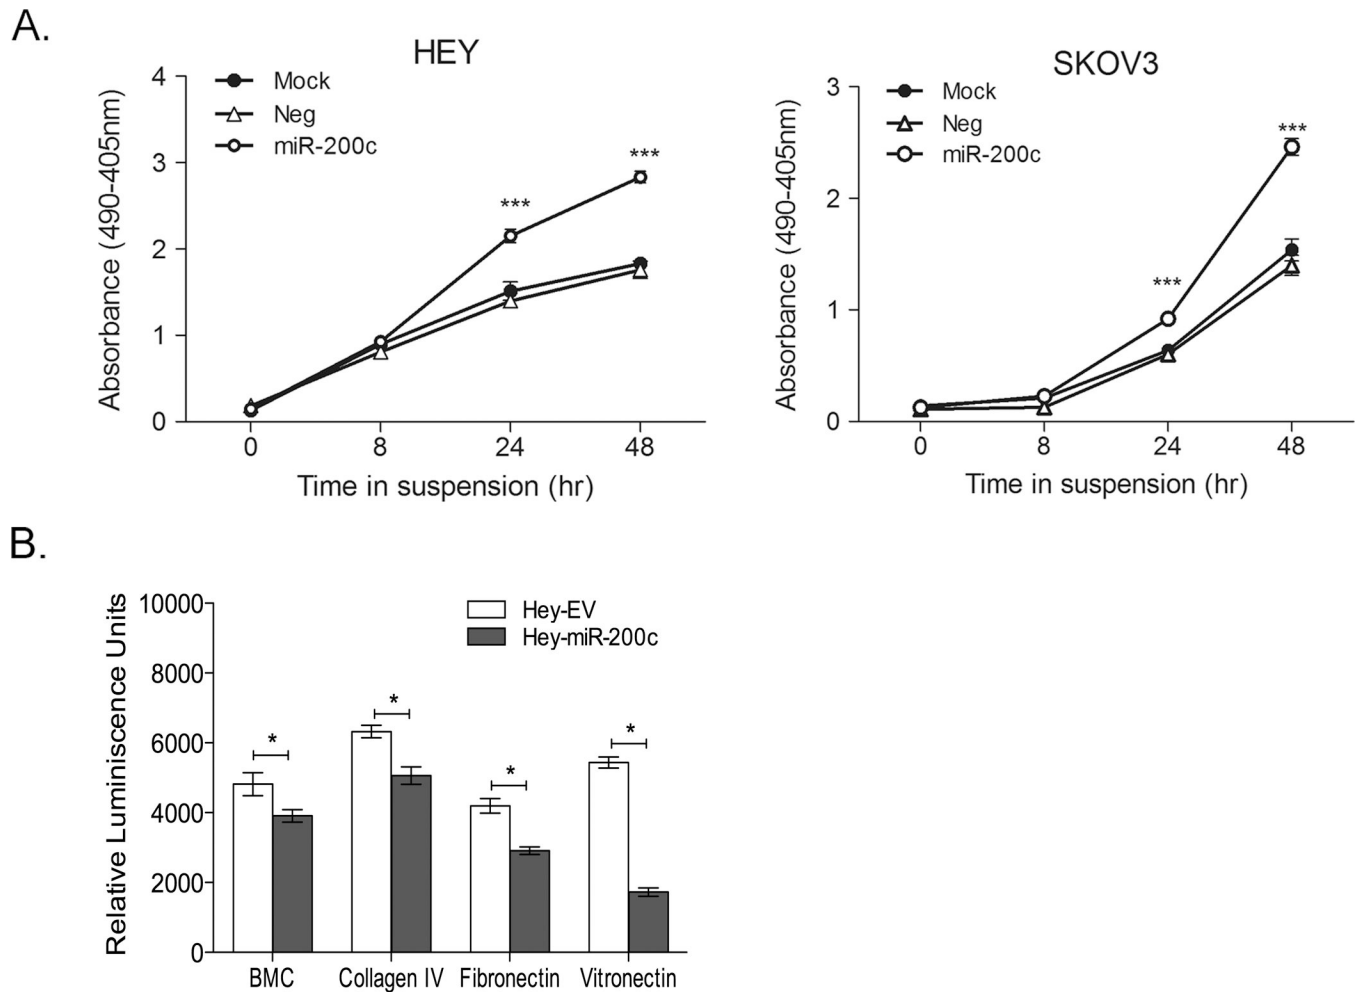 A.
HEY
Mock
Neg
miR-200c
Absorbance (490-405nm)
4
3
2
1
0
***
***
0 8 24 48
Time in suspension (hr)
SKOV3
Mock
Neg
miR-200c
Absorbance (490-405nm)
3
2
1
0
***
***
0 8 24 48
Time in suspension (hr)
B.
Relative Luminiscence Units
10000
8000
6000
4000
2000
0
Hey-EV
Hey-miR-200c
*
*
*
*
BMC Collagen IV Fibronectin Vitronectin